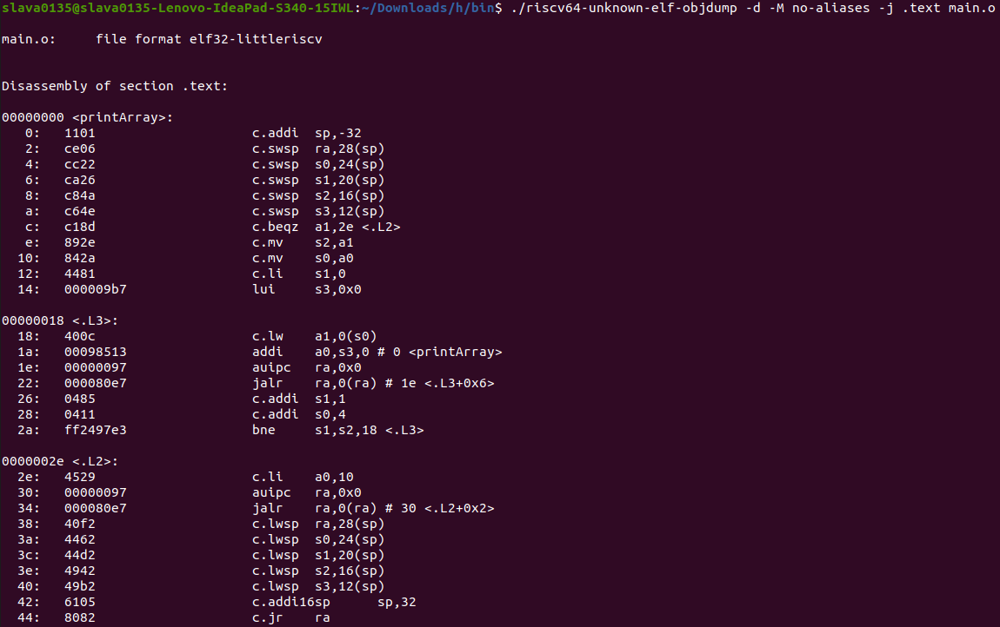 slava0135@slava0135-Lenovo-IdeaPad-S340-15IWL:~/Downloads/h/bin$ ./riscv64-unknown-elf-objdump -d -M no-aliases -j .text main.o
main.o:     file format elf32-littleriscv
Disassembly of section .text:
00000000 <printArray>:
   0:   1101                    c.addi  sp,-32
   2:   ce06                    c.swsp  ra,28(sp)
   4:   cc22                    c.swsp  s0,24(sp)
   6:   ca26                    c.swsp  s1,20(sp)
   8:   c84a                    c.swsp  s2,16(sp)
   a:   c64e                    c.swsp  s3,12(sp)
   c:   c18d                    c.beqz  a1,2e <.L2>
   e:   892e                    c.mv    s2,a1
  10:   842a                    c.mv    s0,a0
  12:   4481                    c.li    s1,0
  14:   000009b7                lui     s3,0x0
00000018 <.L3>:
  18:   400c                    c.lw    a1,0(s0)
  1a:   00098513                addi    a0,s3,0 # 0 <printArray>
  1e:   00000097                auipc   ra,0x0
  22:   000080e7                jalr    ra,0(ra) # 1e <.L3+0x6>
  26:   0485                    c.addi  s1,1
  28:   0411                    c.addi  s0,4
  2a:   ff2497e3                bne     s1,s2,18 <.L3>
0000002e <.L2>:
  2e:   4529                    c.li    a0,10
  30:   00000097                auipc   ra,0x0
  34:   000080e7                jalr    ra,0(ra) # 30 <.L2+0x2>
  38:   40f2                    c.lwsp  ra,28(sp)
  3a:   4462                    c.lwsp  s0,24(sp)
  3c:   44d2                    c.lwsp  s1,20(sp)
  3e:   4942                    c.lwsp  s2,16(sp)
  40:   49b2                    c.lwsp  s3,12(sp)
  42:   6105                    c.addi16sp      sp,32
  44:   8082                    c.jr    ra